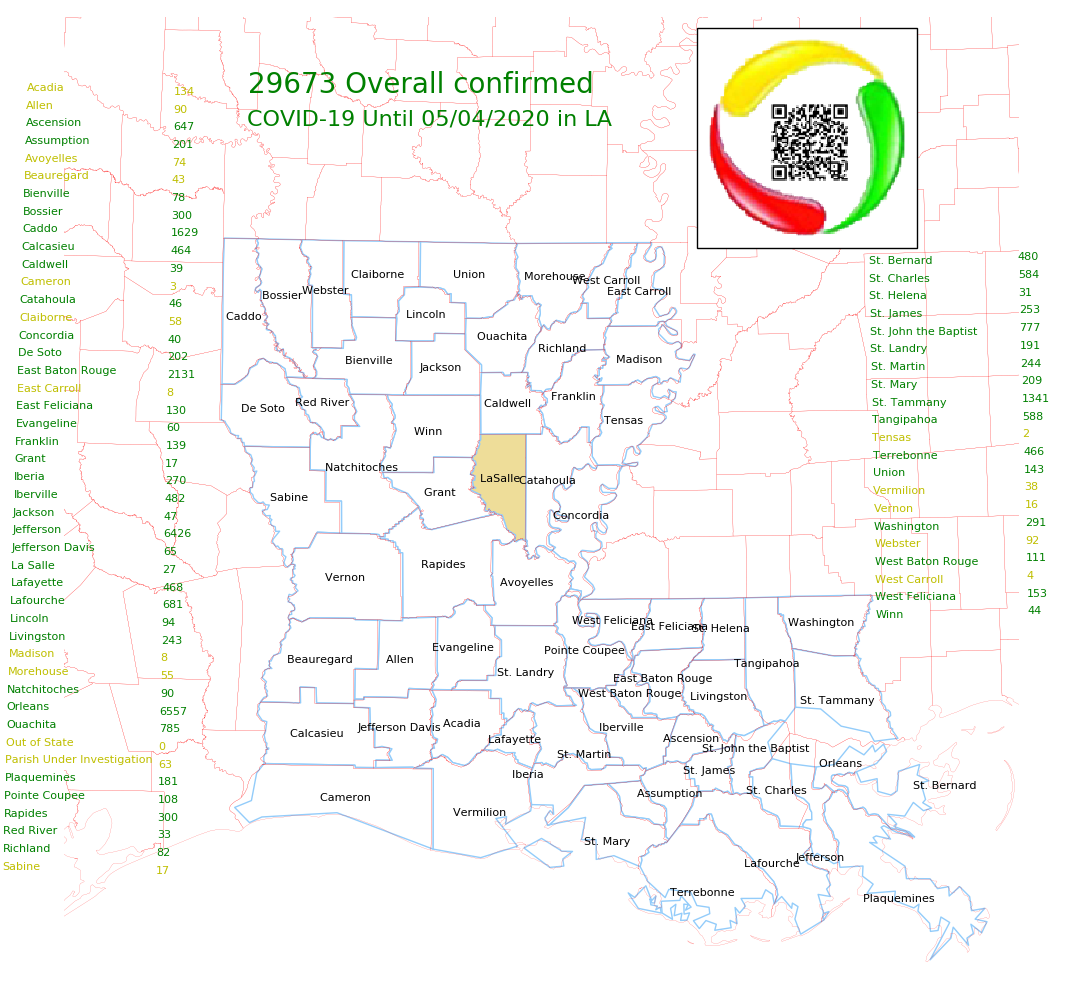 29673 Overall confirmed
COVID-19 Until 05/04/2020 in LA
Acadia 134
Allen 90
Ascension 647
Assumption 201
Avoyelles 74
Beauregard 43
Bienville 78
Bossier 300
Caddo 1629
Calcasieu 464
Caldwell 39
Cameron 3
Catahoula 46
Claiborne 58
Concordia 40
De Soto 202
East Baton Rouge 2131
East Carroll 8
East Feliciana 130
Evangeline 60
Franklin 139
Grant 17
Iberia 270
Iberville 482
Jackson 47
Jefferson 6426
Jefferson Davis 65
La Salle 27
Lafayette 468
Lafourche 681
Lincoln 94
Livingston 243
Madison 8
Morehouse 55
Natchitoches 90
Orleans 6557
Ouachita 785
Out of State 0
Parish Under Investigation 63
Plaquemines 181
Pointe Coupee 108
Rapides 300
Red River 33
Richland 82
Sabine 17
St. Bernard 480
St. Charles 584
St. Helena 31
St. James 253
St. John the Baptist 777
St. Landry 191
St. Martin 244
St. Mary 209
St. Tammany 1341
Tangipahoa 588
Tensas 2
Terrebonne 466
Union 143
Vermilion 38
Vernon 16
Washington 291
Webster 92
West Baton Rouge 111
West Carroll 4
West Feliciana 153
Winn 44
Claiborne
Union
Morehouse
West Carroll
East Carroll
Bossier
Webster
Caddo
Lincoln
Ouachita
Richland
Madison
Bienville
Jackson
De Soto
Red River
Caldwell
Franklin
Tensas
Winn
Natchitoches
LaSalle
Catahoula
Grant
Sabine
Concordia
Rapides
Vernon
Avoyelles
West Feliciana
East Feliciana
St. Helena
Washington
Evangeline
Pointe Coupee
Beauregard
Allen
Tangipahoa
St. Landry
East Baton Rouge
West Baton Rouge
Livingston
St. Tammany
Jefferson Davis
Acadia
Iberville
Calcasieu
Lafayette
Ascension
St. John the Baptist
St. Martin
Orleans
Iberia
St. James
St. Bernard
Cameron
Assumption
St. Charles
Vermilion
St. Mary
Jefferson
Lafourche
Terrebonne
Plaquemines